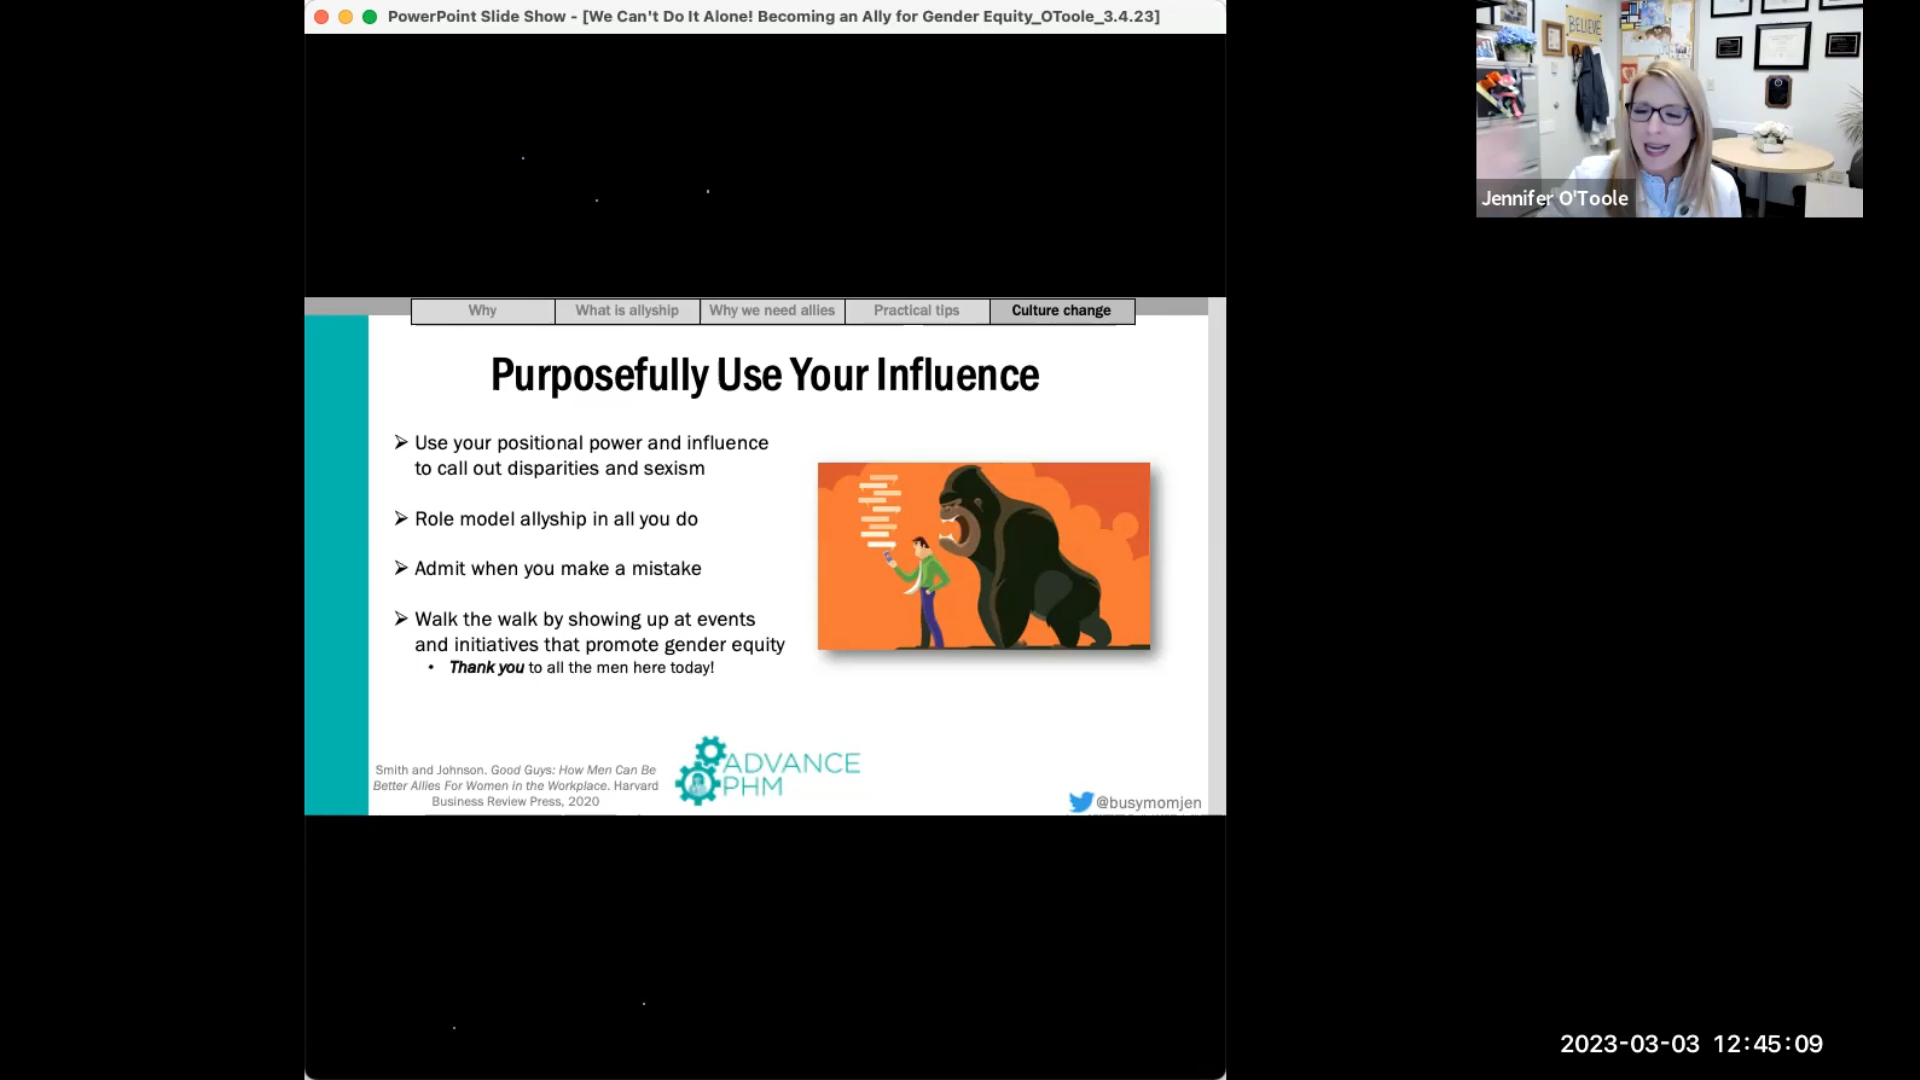 PowerPoint Slide Show - [We Can't Do It Alone! Becoming an Ally for Gender Equity_OToole_3.4.23]
BELIEVE
Jennifer O'Toole
Why
What is allyship
Why we need allies
Practical tips
Culture change
Purposefully Use Your Influence
Use your positional power and influence
to call out disparities and sexism
Role model allyship in all you do
Admit when you make a mistake
Walk the walk by showing up at events
and initiatives that promote gender equity
• Thank you to all the men here today!
Smith and Johnson. Good Guys: How Men Can Be
Better Allies For Women in the Workplace. Harvard
Business Review Press, 2020
ADVANCE
PHM
@busymomjen
2023-03-03 12:45:09